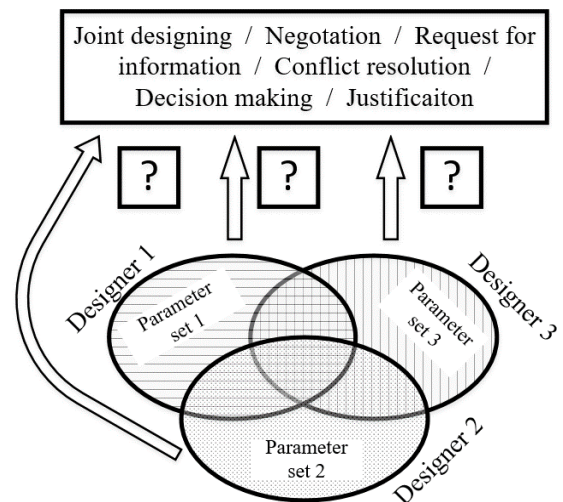 Joint designing / Negotation / Request for
information / Conflict resolution /
Decision making / Justificaiton
?
?
?
Designer 1
Parameter
set 1
Designer 3
Parameter
set 3
Parameter
set 2
Designer 2